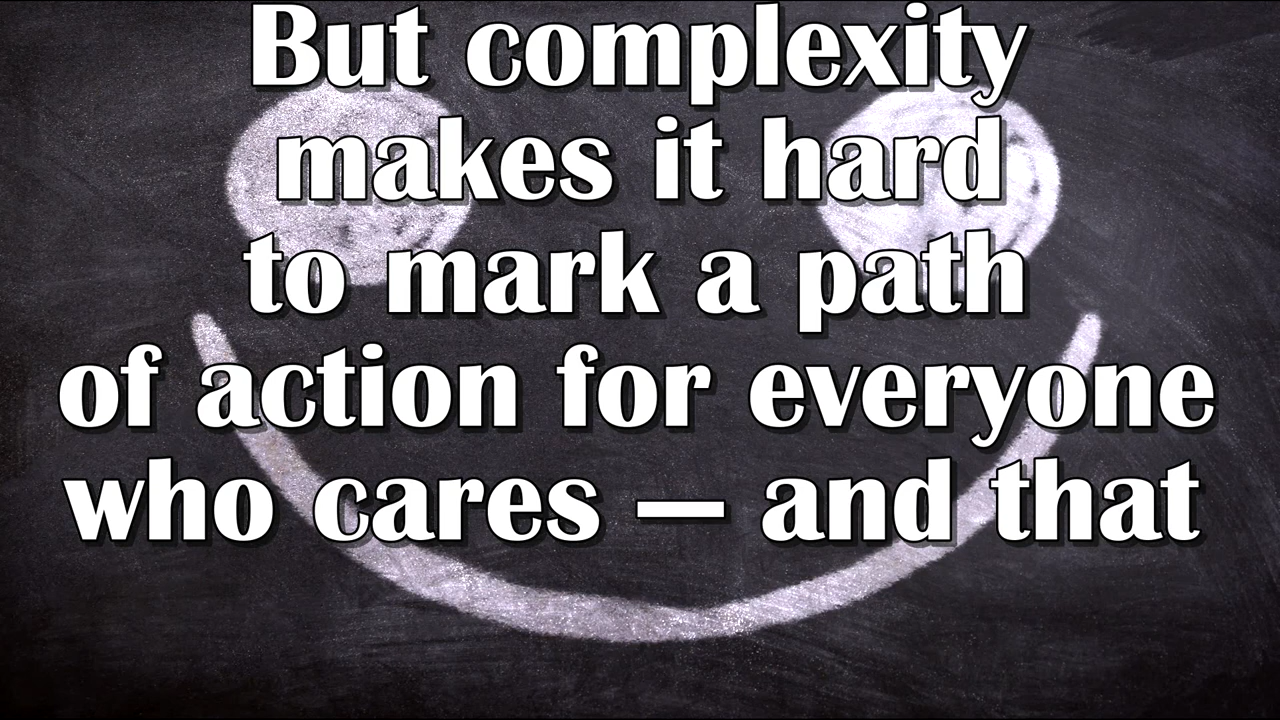 But complexity
makes it hard
to mark a path
of action for everyone
who cares — and that